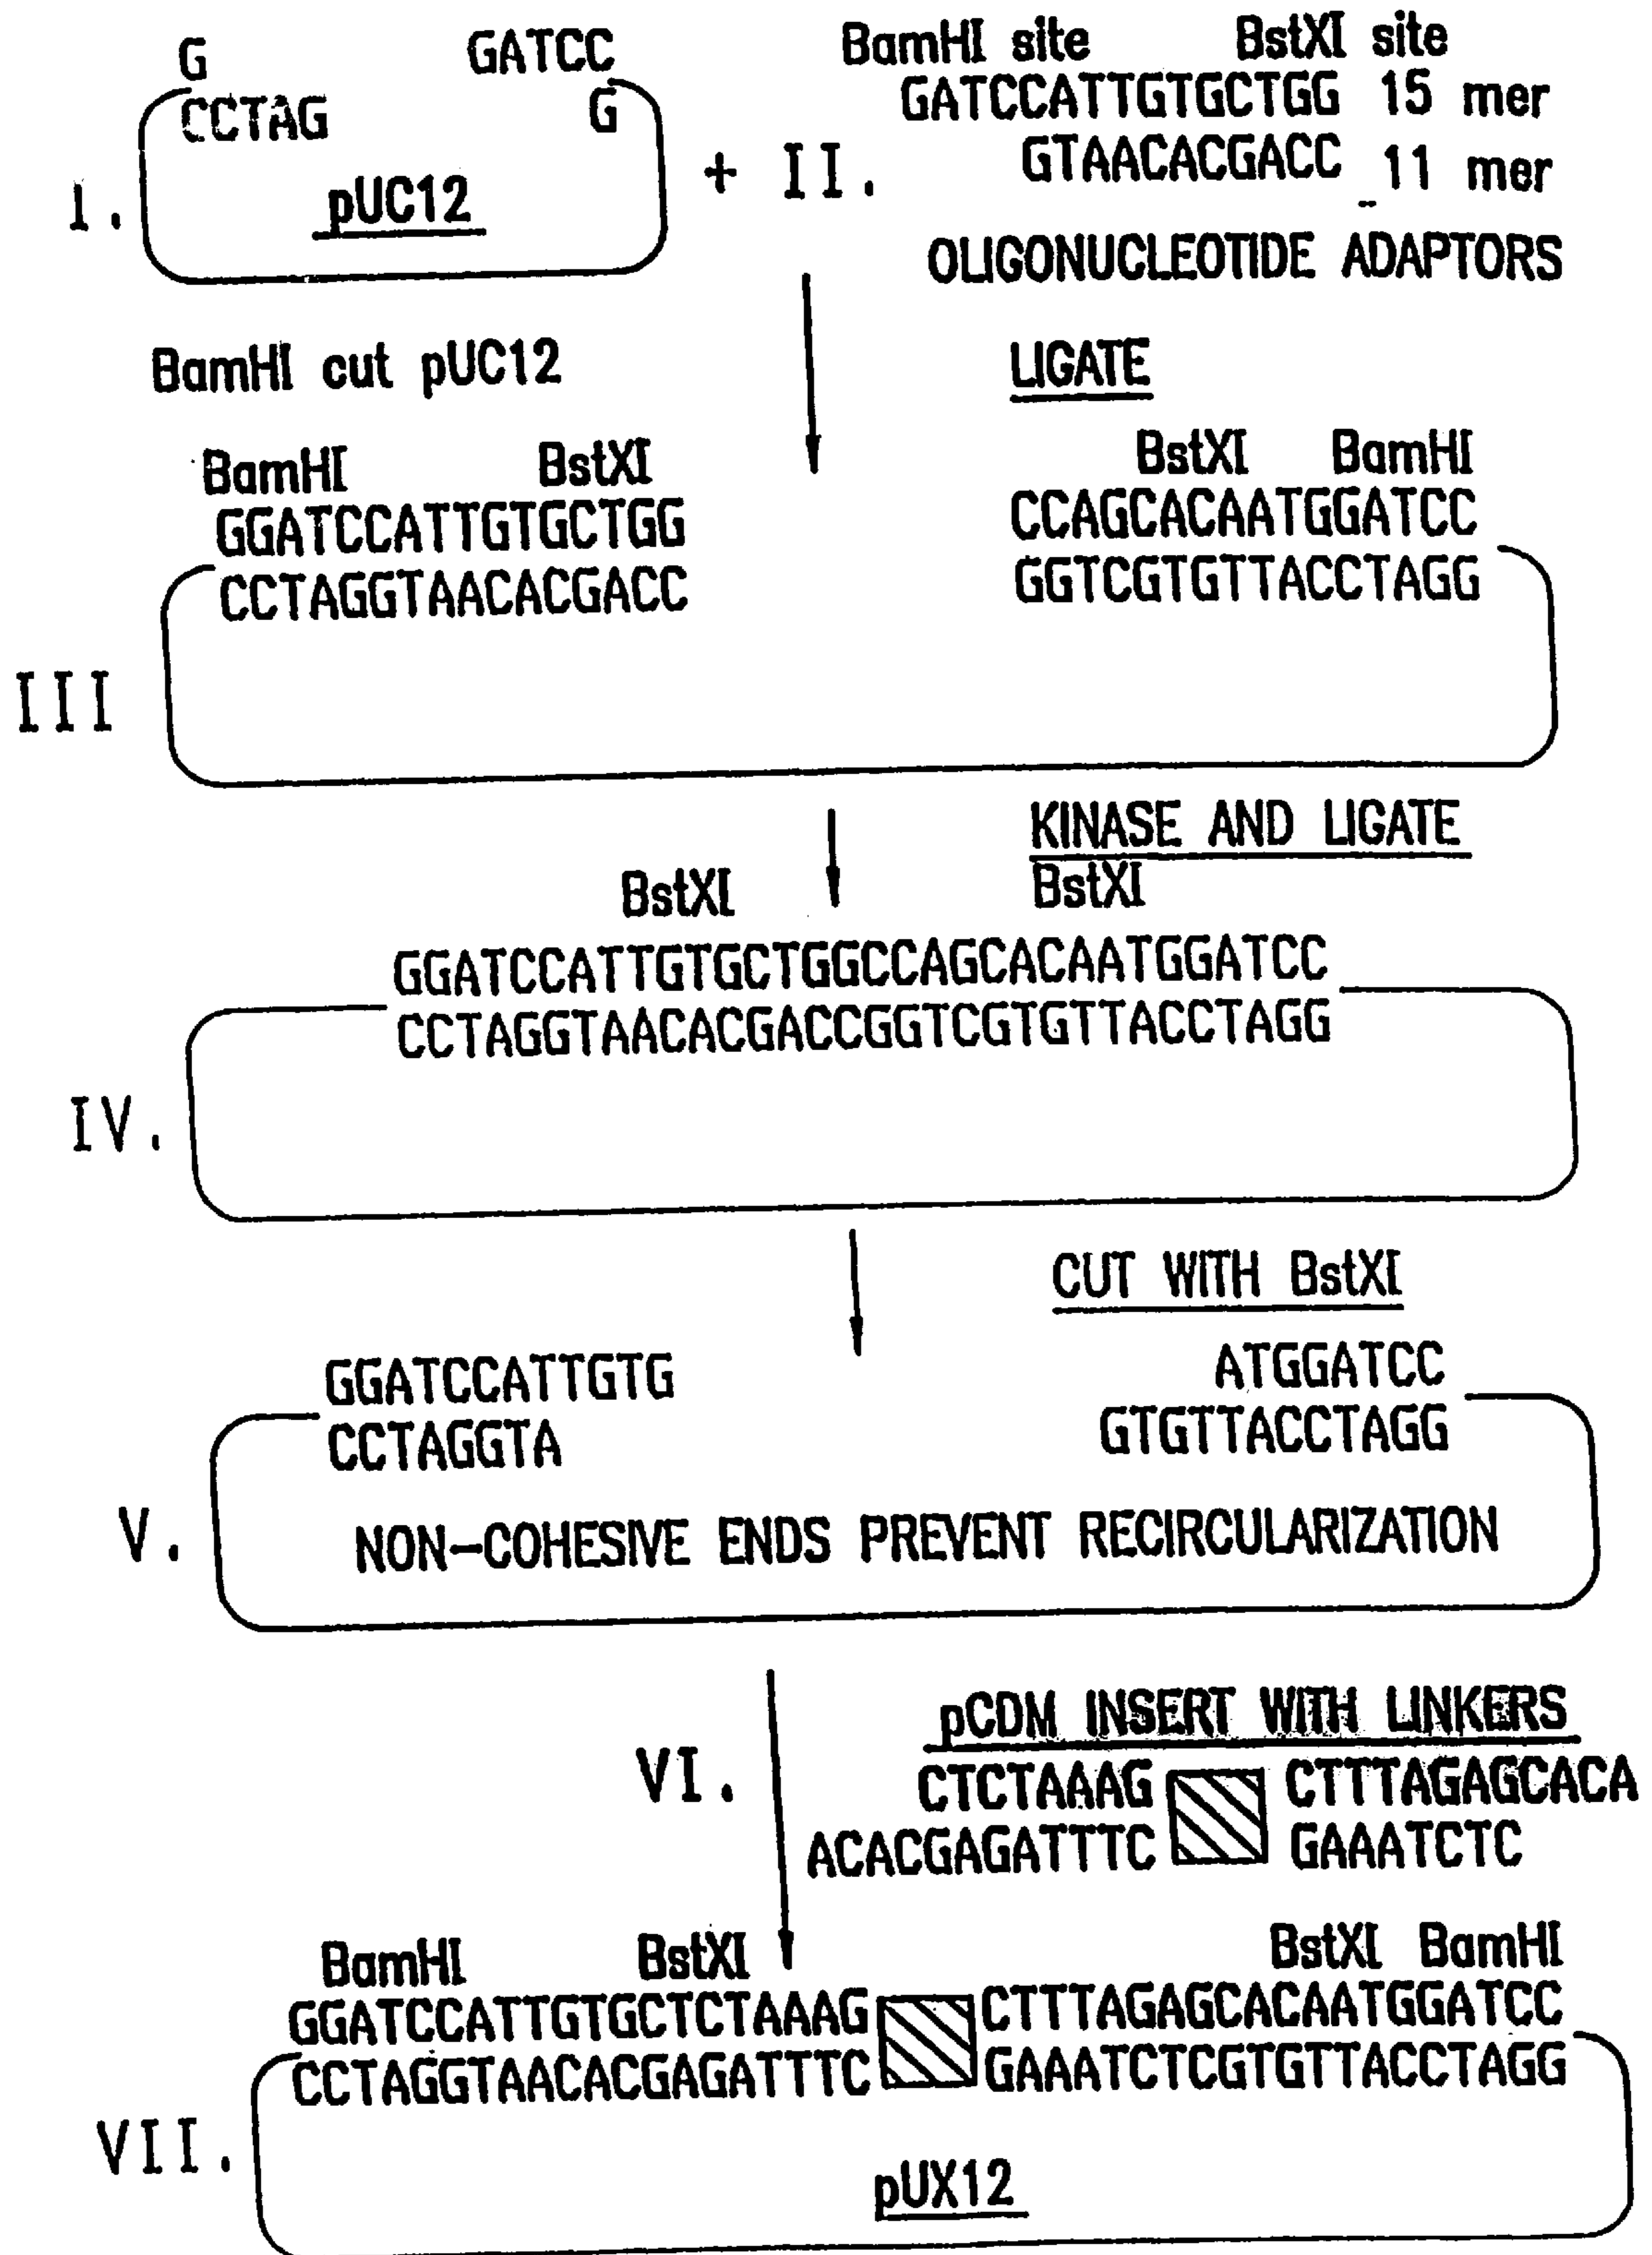 G GATCC
CCTAG G
I. pUC12
BamHI cut pUC12
+ II.
BamHI site BstXI site
GATCCATTGTGCTGG 15 mer
GTAACACGACC 11 mer
OLIGONUCLEOTIDE ADAPTORS
LIGATE
BamHI BstXI BstXI BamHI
GGATCCATTGTGCTGG CCAGCACAATGGATCC
CCTAGGTAACACGACC GGTCGTGTTACCTAGG
III
KINASE AND LIGATE
BstXI BstXI
GGATCCATTGTGCTGGCCAGCACAATGGATCC
CCTAGGTAACACGACCGGTCGTGTTACCTAGG
IV.
CUT WITH BstXI
GGATCCATTGTG ATGGATCC
CCTAGGTA GTGTTACCTAGG
V. NON-COHESIVE ENDS PREVENT RECIRCULARIZATION
pCDM INSERT WITH LINKERS
VI.
CTCTAAAG CTTTAGAGCACA
ACACGAGATTTC GAAATCTC
BamHI BstXI BstXI BamHI
GGATCCATTGTGCTCTAAAG CTTTAGAGCACAATGGATCC
CCTAGGTAACACGAGATTTC GAAATCTCGTGTTACCTAGG
VII.
pUX12